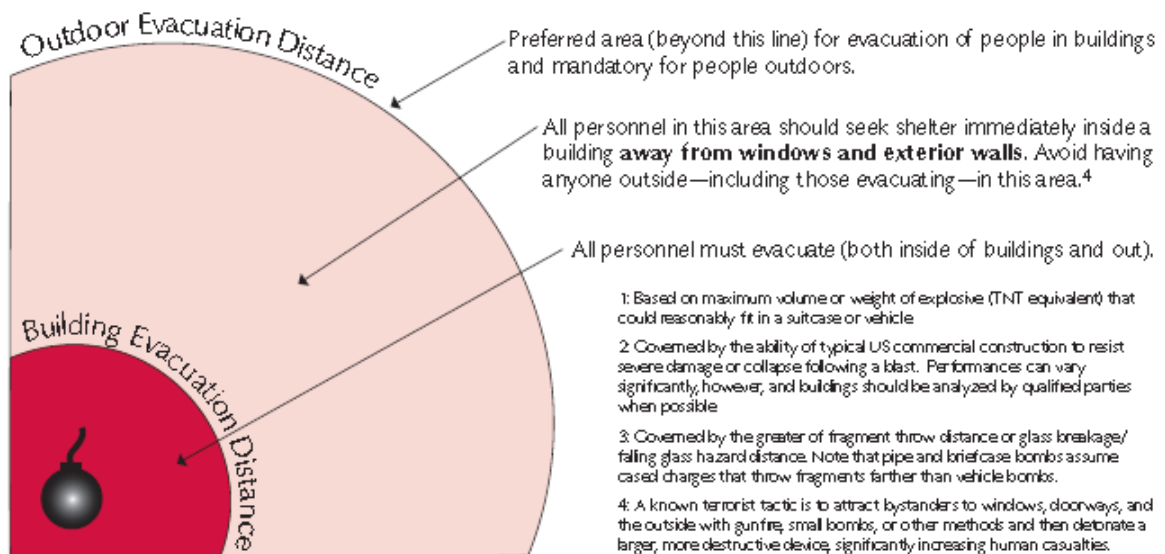 Outdoor Evacuation Distance
Preferred area (beyond this line) for evacuation of people in buildings
and mandatory for people outdoors.
All personnel in this area should seek shelter immediately inside a
building away from windows and exterior walls. Avoid having
anyone outside—including those evacuating—in this area.4
All personnel must evacuate (both inside of buildings and out).
Building Evacuation Distance
1: Based on maximum volume or weight of explosive (TNT equivalent) that
could reasonably fit in a suitcase or vehicle
2: Governed by the ability of typical US commercial construction to resist
severe damage or collapse following a blast. Performances can vary
significantly, however, and buildings should be analyzed by qualified parties
when possible
3: Governed by the greater of fragment throw distance or glass breakage/
falling glass hazard distance. Note that pipe and briefcase bombs assume
cased charges that throw fragments farther than vehicle bombs.
4: A known terrorist tactic is to attract bystanders to windows, doorways, and
the outside with gunfire, small bombs, or other methods and then detonate a
larger, more destructive device, significantly increasing human casualties.